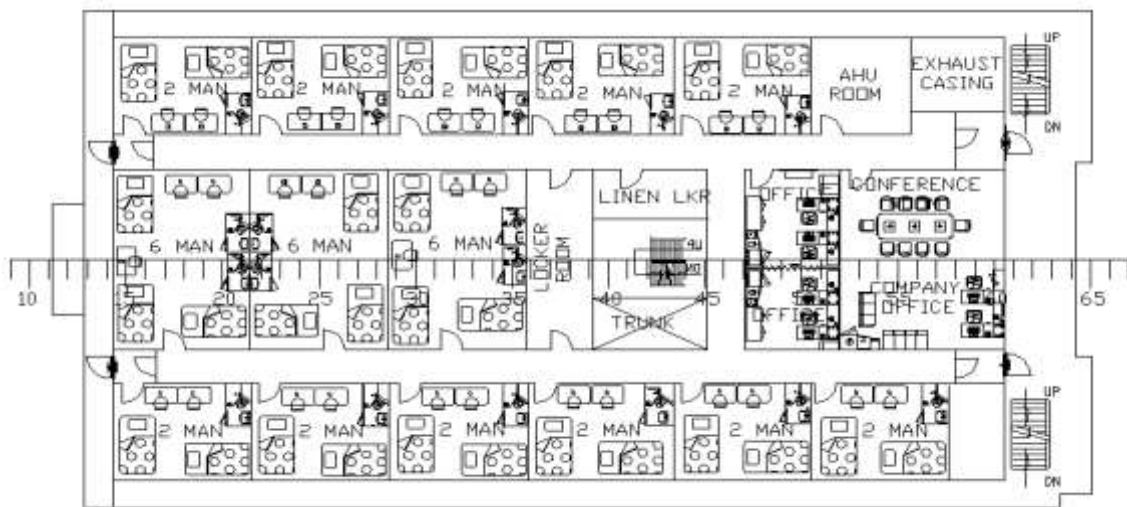 UP
AHU
ROOM
EXHAUST
CASING
2 MAN
2 MAN
2 MAN
2 MAN
2 MAN
DN
LINEN LKR
OFFICE
CONFERENCE
6 MAN
6 MAN
6 MAN
LOCKER
ROOM
10
20
25
30
35
40
45
65
COMPANY
OFFICE
TRUNK
OFFICE
UP
2 MAN
2 MAN
2 MAN
2 MAN
2 MAN
2 MAN
DN